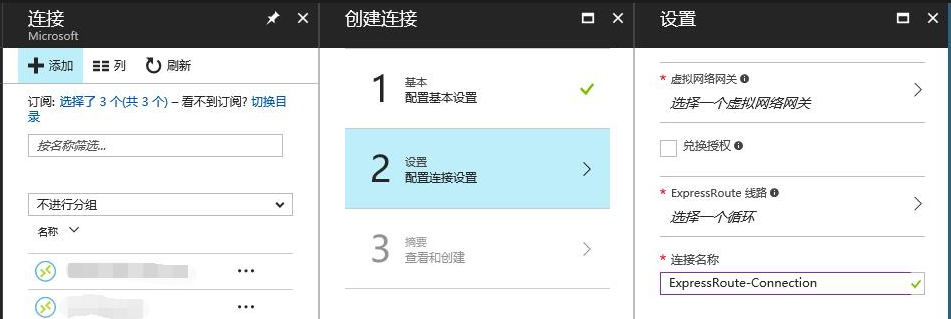 连接
Microsoft
添加
列
刷新
订阅: 选择了 3 个(共 3 个) – 看不到订阅? 切换目
录
按名称筛选...
不进行分组
名称
创建连接
1
基本
配置基本设置
2
设置
配置连接设置
3
摘要
查看和创建
设置
* 虚拟网络网关
选择一个虚拟网络网关
兑换授权
* ExpressRoute 线路
选择一个循环
* 连接名称
ExpressRoute-Connection